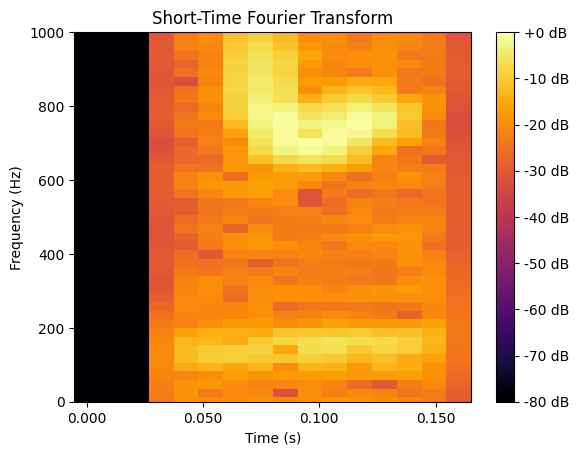 Short-Time Fourier Transform
1000
800
600
400
200
0
Frequency (Hz)
0.000
0.050
0.100
0.150
Time (s)
+0 dB
-10 dB
-20 dB
-30 dB
-40 dB
-50 dB
-60 dB
-70 dB
-80 dB